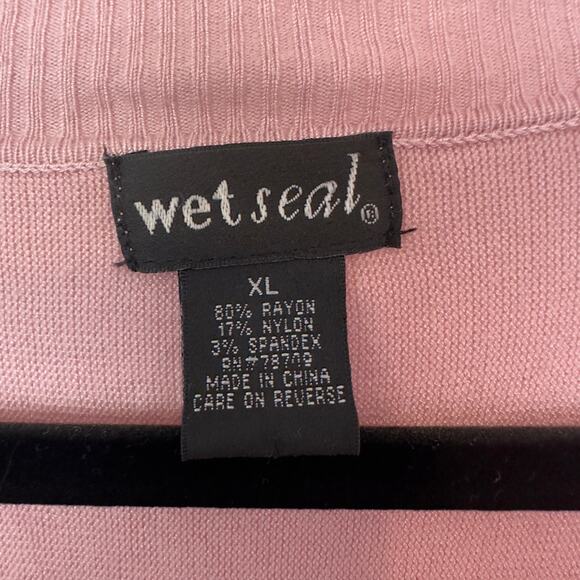 wet seal®
XL
80% RAYON
17% NYLON
3% SPANDEX
RN#78709
MADE IN CHINA
CARE ON REVERSE